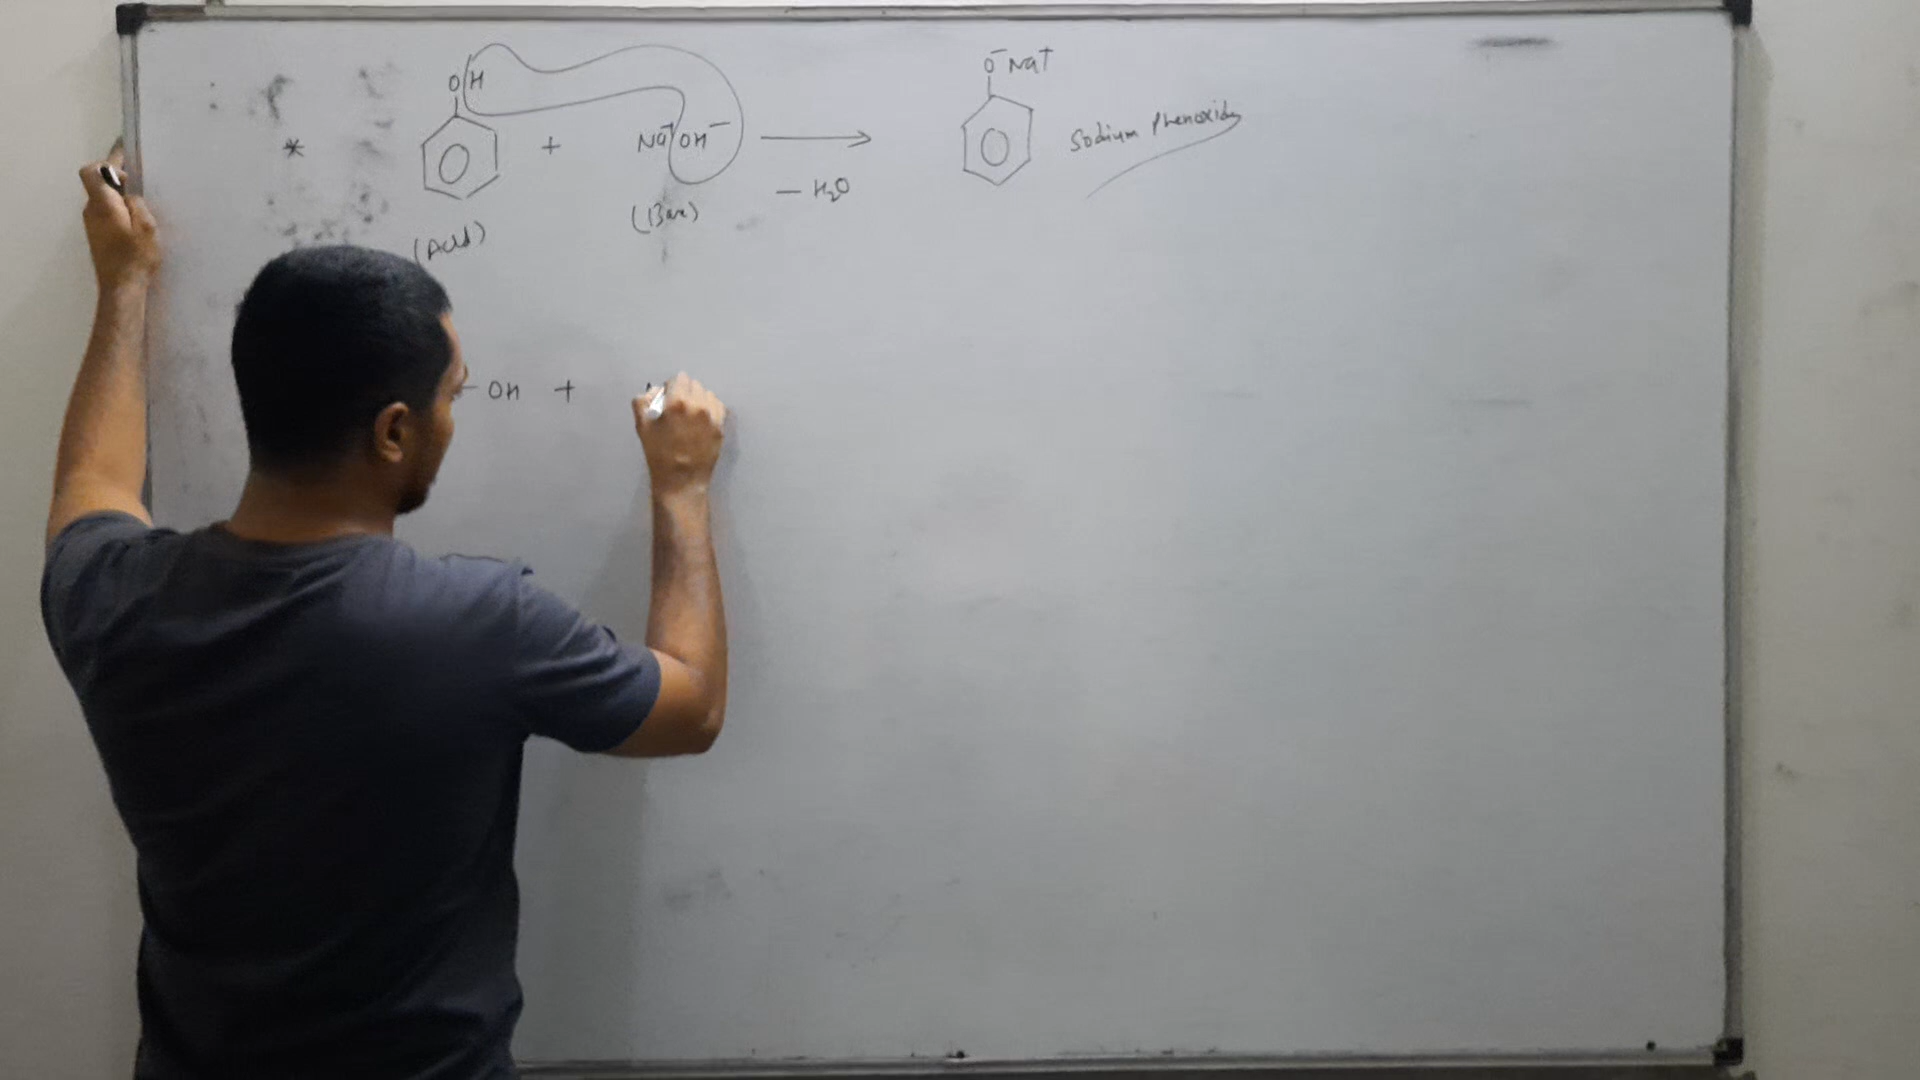 OH O⁻Na⁺
* + Na⁺OH⁻ → Sodium Phenoxide
– H₂O
(Acid) (Base)
– OH +